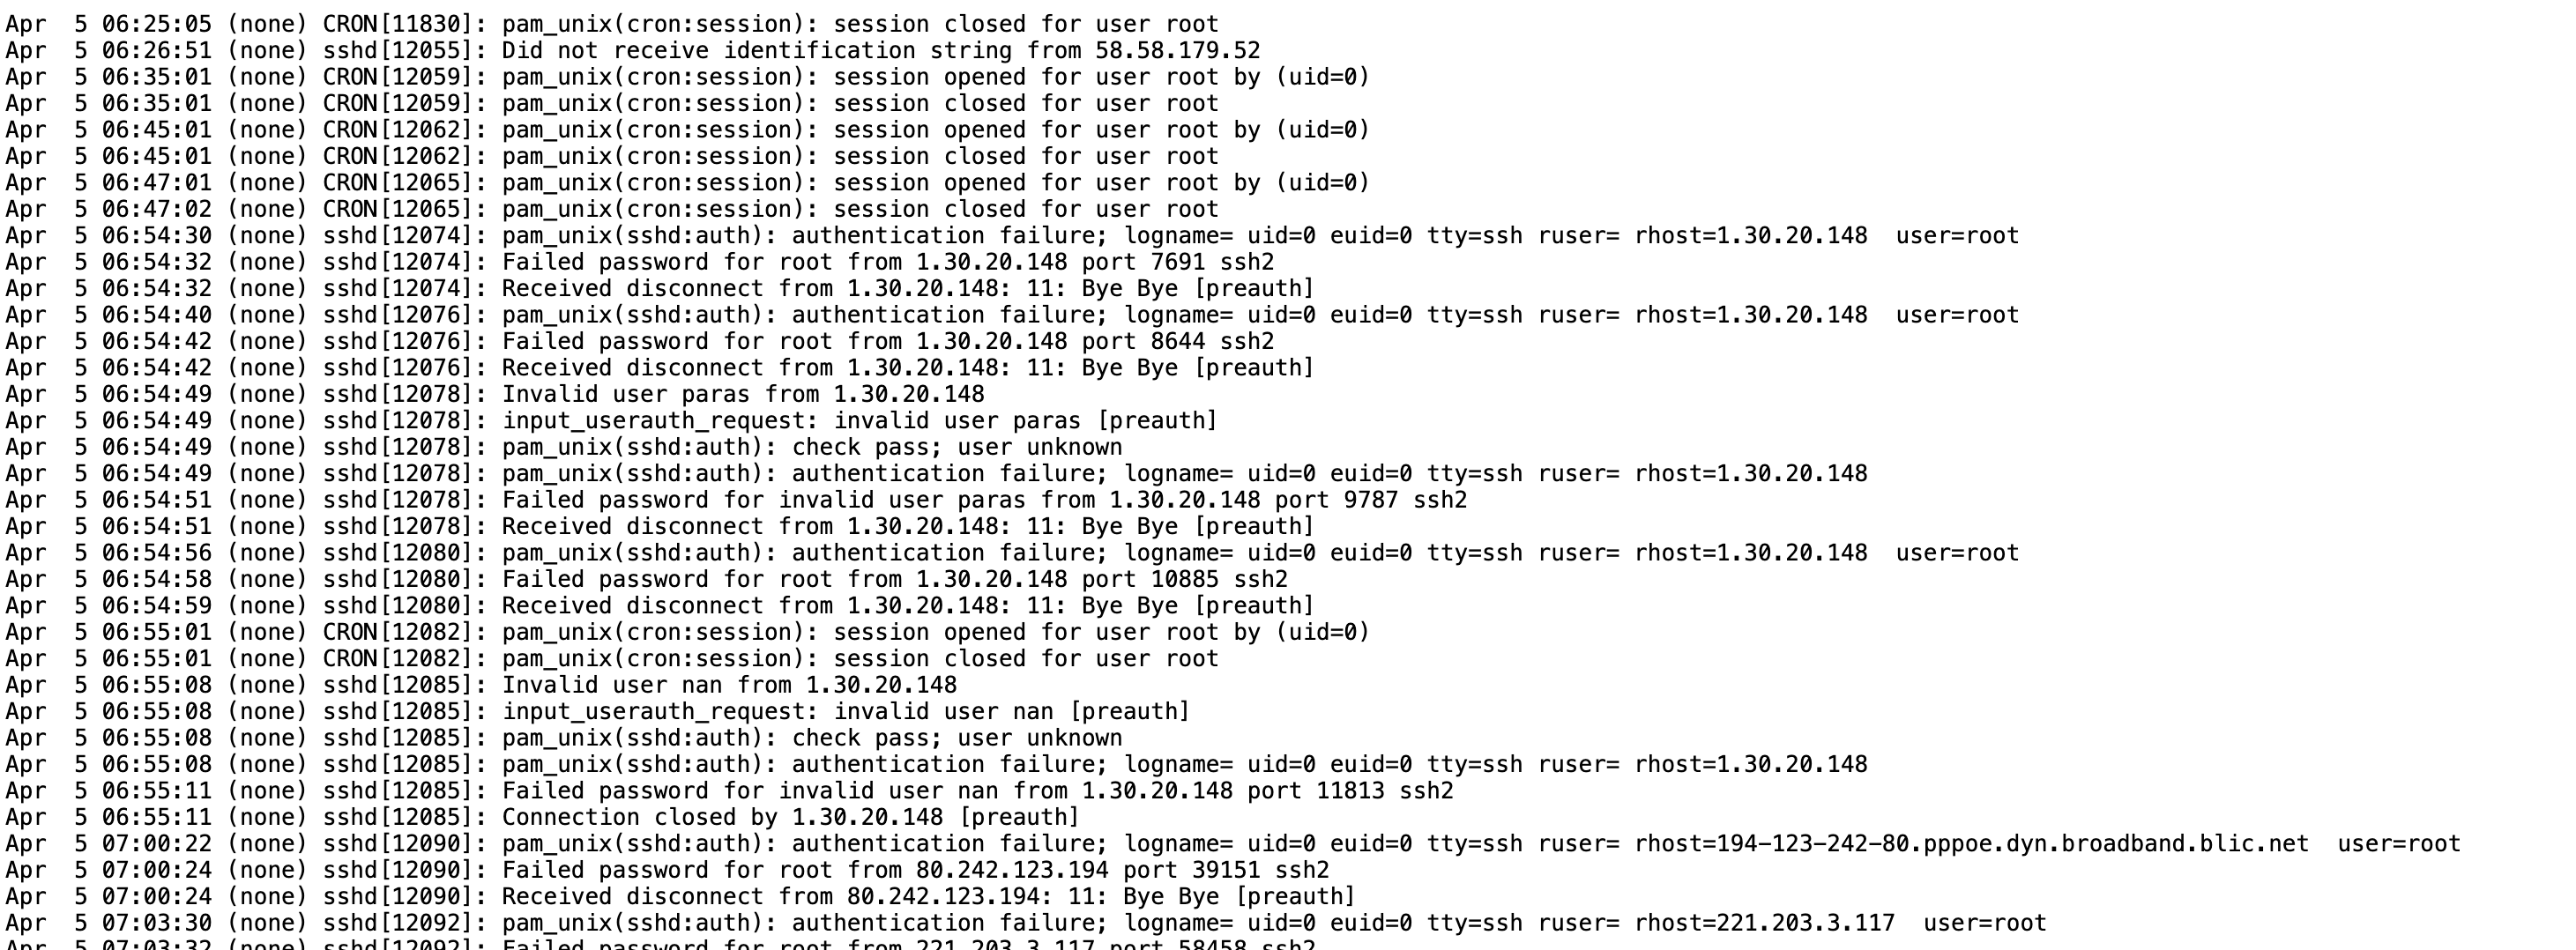 Apr  5 06:25:05 (none) CRON[11830]: pam_unix(cron:session): session closed for user root
Apr  5 06:26:51 (none) sshd[12055]: Did not receive identification string from 58.58.179.52
Apr  5 06:35:01 (none) CRON[12059]: pam_unix(cron:session): session opened for user root by (uid=0)
Apr  5 06:35:01 (none) CRON[12059]: pam_unix(cron:session): session closed for user root
Apr  5 06:45:01 (none) CRON[12062]: pam_unix(cron:session): session opened for user root by (uid=0)
Apr  5 06:45:01 (none) CRON[12062]: pam_unix(cron:session): session closed for user root
Apr  5 06:47:01 (none) CRON[12065]: pam_unix(cron:session): session opened for user root by (uid=0)
Apr  5 06:47:02 (none) CRON[12065]: pam_unix(cron:session): session closed for user root
Apr  5 06:54:30 (none) sshd[12074]: pam_unix(sshd:auth): authentication failure; logname= uid=0 euid=0 tty=ssh ruser= rhost=1.30.20.148  user=root
Apr  5 06:54:32 (none) sshd[12074]: Failed password for root from 1.30.20.148 port 7691 ssh2
Apr  5 06:54:32 (none) sshd[12074]: Received disconnect from 1.30.20.148: 11: Bye Bye [preauth]
Apr  5 06:54:40 (none) sshd[12076]: pam_unix(sshd:auth): authentication failure; logname= uid=0 euid=0 tty=ssh ruser= rhost=1.30.20.148  user=root
Apr  5 06:54:42 (none) sshd[12076]: Failed password for root from 1.30.20.148 port 8644 ssh2
Apr  5 06:54:42 (none) sshd[12076]: Received disconnect from 1.30.20.148: 11: Bye Bye [preauth]
Apr  5 06:54:49 (none) sshd[12078]: Invalid user paras from 1.30.20.148
Apr  5 06:54:49 (none) sshd[12078]: input_userauth_request: invalid user paras [preauth]
Apr  5 06:54:49 (none) sshd[12078]: pam_unix(sshd:auth): check pass; user unknown
Apr  5 06:54:49 (none) sshd[12078]: pam_unix(sshd:auth): authentication failure; logname= uid=0 euid=0 tty=ssh ruser= rhost=1.30.20.148
Apr  5 06:54:51 (none) sshd[12078]: Failed password for invalid user paras from 1.30.20.148 port 9787 ssh2
Apr  5 06:54:51 (none) sshd[12078]: Received disconnect from 1.30.20.148: 11: Bye Bye [preauth]
Apr  5 06:54:56 (none) sshd[12080]: pam_unix(sshd:auth): authentication failure; logname= uid=0 euid=0 tty=ssh ruser= rhost=1.30.20.148  user=root
Apr  5 06:54:58 (none) sshd[12080]: Failed password for root from 1.30.20.148 port 10885 ssh2
Apr  5 06:54:59 (none) sshd[12080]: Received disconnect from 1.30.20.148: 11: Bye Bye [preauth]
Apr  5 06:55:01 (none) CRON[12082]: pam_unix(cron:session): session opened for user root by (uid=0)
Apr  5 06:55:01 (none) CRON[12082]: pam_unix(cron:session): session closed for user root
Apr  5 06:55:08 (none) sshd[12085]: Invalid user nan from 1.30.20.148
Apr  5 06:55:08 (none) sshd[12085]: input_userauth_request: invalid user nan [preauth]
Apr  5 06:55:08 (none) sshd[12085]: pam_unix(sshd:auth): check pass; user unknown
Apr  5 06:55:08 (none) sshd[12085]: pam_unix(sshd:auth): authentication failure; logname= uid=0 euid=0 tty=ssh ruser= rhost=1.30.20.148
Apr  5 06:55:11 (none) sshd[12085]: Failed password for invalid user nan from 1.30.20.148 port 11813 ssh2
Apr  5 06:55:11 (none) sshd[12085]: Connection closed by 1.30.20.148 [preauth]
Apr  5 07:00:22 (none) sshd[12090]: pam_unix(sshd:auth): authentication failure; logname= uid=0 euid=0 tty=ssh ruser= rhost=194-123-242-80.pppoe.dyn.broadband.blic.net  user=root
Apr  5 07:00:24 (none) sshd[12090]: Failed password for root from 80.242.123.194 port 39151 ssh2
Apr  5 07:00:24 (none) sshd[12090]: Received disconnect from 80.242.123.194: 11: Bye Bye [preauth]
Apr  5 07:03:30 (none) sshd[12092]: pam_unix(sshd:auth): authentication failure; logname= uid=0 euid=0 tty=ssh ruser= rhost=221.203.3.117  user=root
Apr  5 07:03:32 (none) sshd[12092]: Failed password for root from 221.203.3.117 port 58458 ssh2